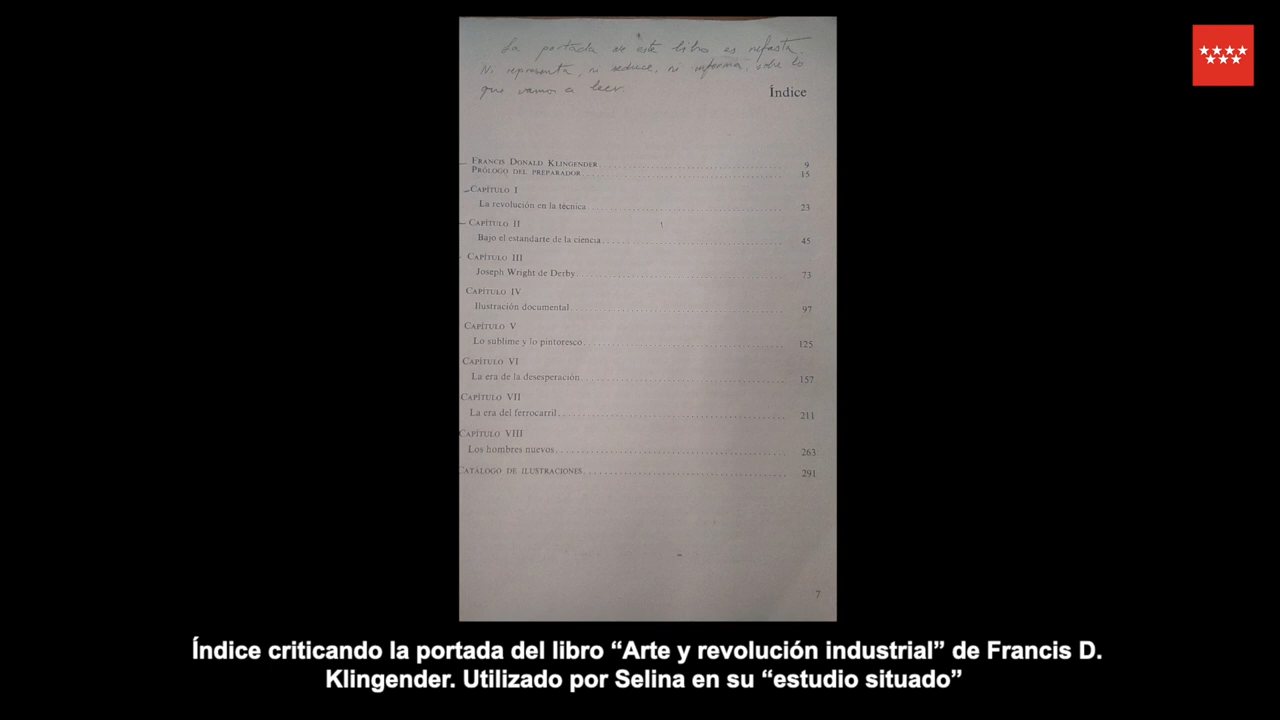 La portada de este libro es nefasta.
Ni representa, ni seduce, ni informa, sobre lo
que vamos a leer.
Índice
FRANCIS DONALD KLINGENDER 9
PRÓLOGO DEL PREPARADOR 15
CAPÍTULO I
La revolución en la técnica 23
CAPÍTULO II
Bajo el estandarte de la ciencia 45
CAPÍTULO III
Joseph Wright de Derby 73
CAPÍTULO IV
Ilustración documental 97
CAPÍTULO V
Lo sublime y lo pintoresco 125
CAPÍTULO VI
La era de la desesperación 157
CAPÍTULO VII
La era del ferrocarril 211
CAPÍTULO VIII
Los hombres nuevos 263
CATÁLOGO DE ILUSTRACIONES 291
7
Índice criticando la portada del libro “Arte y revolución industrial” de Francis D.
Klingender. Utilizado por Selina en su “estudio situado”